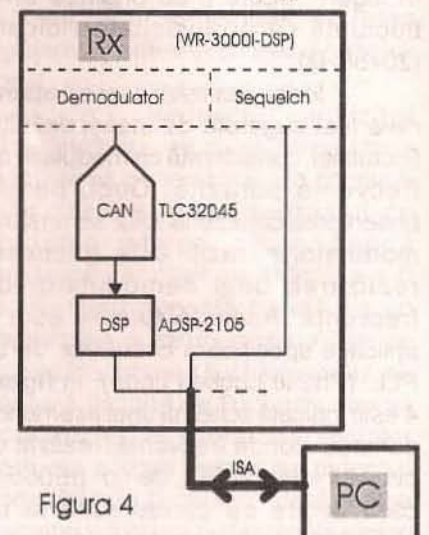 Rx (WR-3000I-DSP)
Demodulator Sequelch
CAN TLC32045
DSP ADSP-2105
ISA
PC
Figura 4